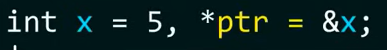 int x = 5, *ptr = &x;